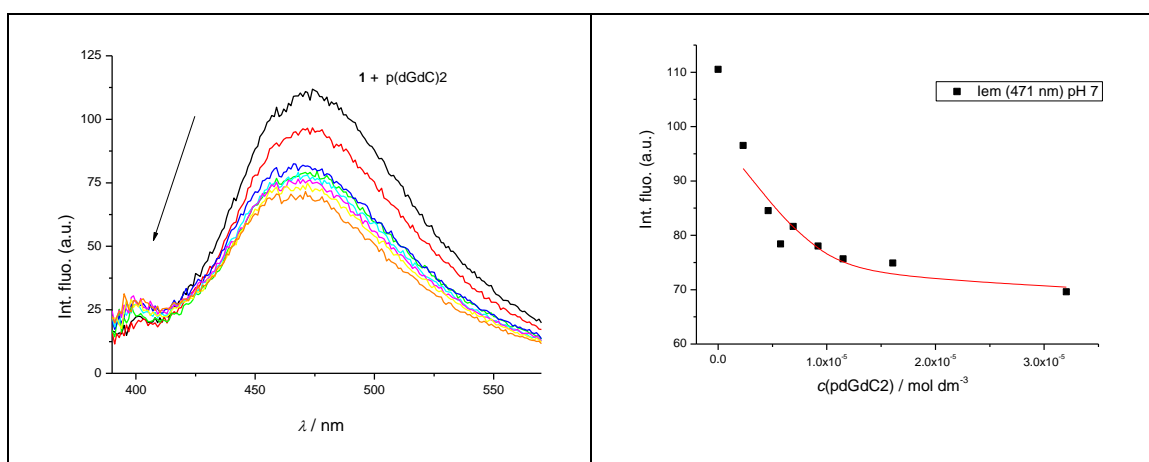 1 + p(dGdC)2
125
100
75
50
25
0
Int. fluo. (a.u.)
400
450
500
550
λ / nm
110
100
90
80
70
60
Int. fluo. (a.u.)
Iem (471 nm) pH 7
0.0
1.0x10⁻⁵
2.0x10⁻⁵
3.0x10⁻⁵
c(pdGdC2) / mol dm⁻³